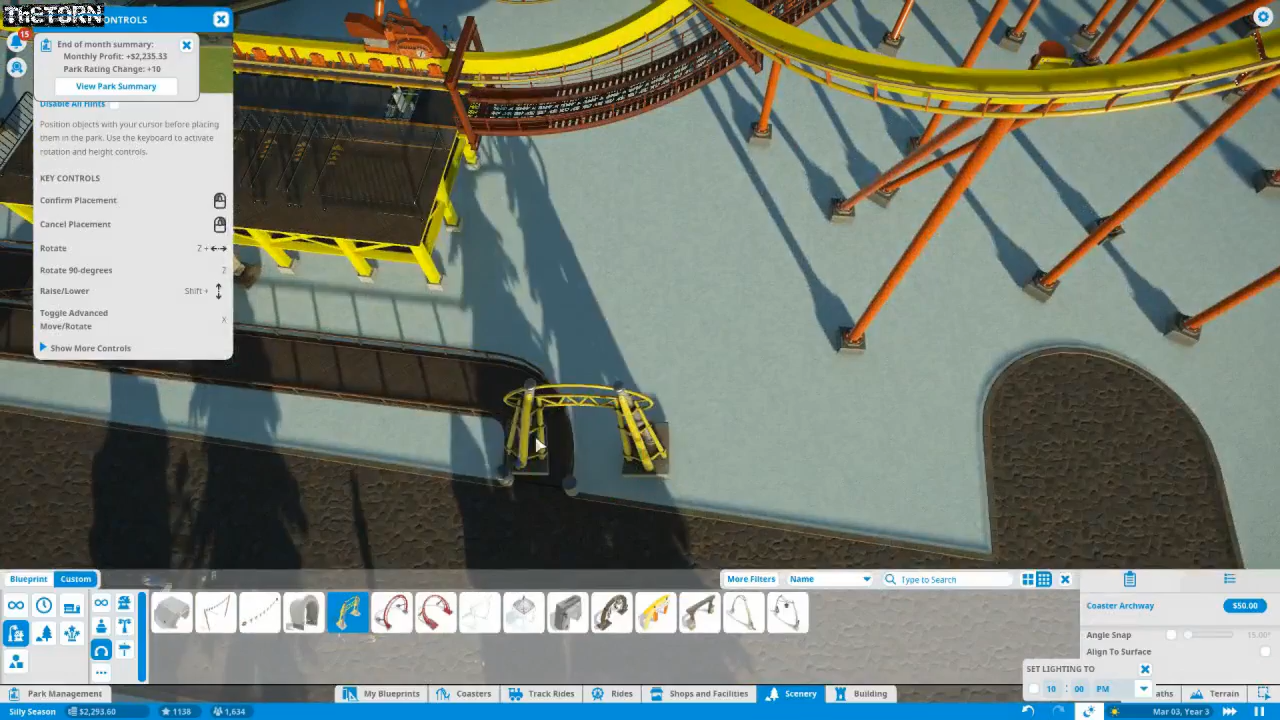 THCTORN
CONTROLS
15
End of month summary:
Monthly Profit: +$2,235.33
Park Rating Change: +10
View Park Summary
Disable All Hints
Position objects with your cursor before placing
them in the park. Use the keyboard to activate
rotation and height controls.
KEY CONTROLS
Confirm Placement
Cancel Placement
Rotate Z +
Rotate 90-degrees Z
Raise/Lower Shift +
Toglge Advanced
Move/Rotate X
Show More Controls
Blueprint Custom
More Filters Name Type to Search
Coaster Archway $50.00
Angle Snap 15.00°
Align To Surface
SET LIGHTING TO
10 : 00 PM
Park Management My Blueprints Coasters Track Rides Rides Shops and Facilities Scenery Building aths Terrain
Silly Season $2,293.60 1138 1,634 Mar 03, Year 3